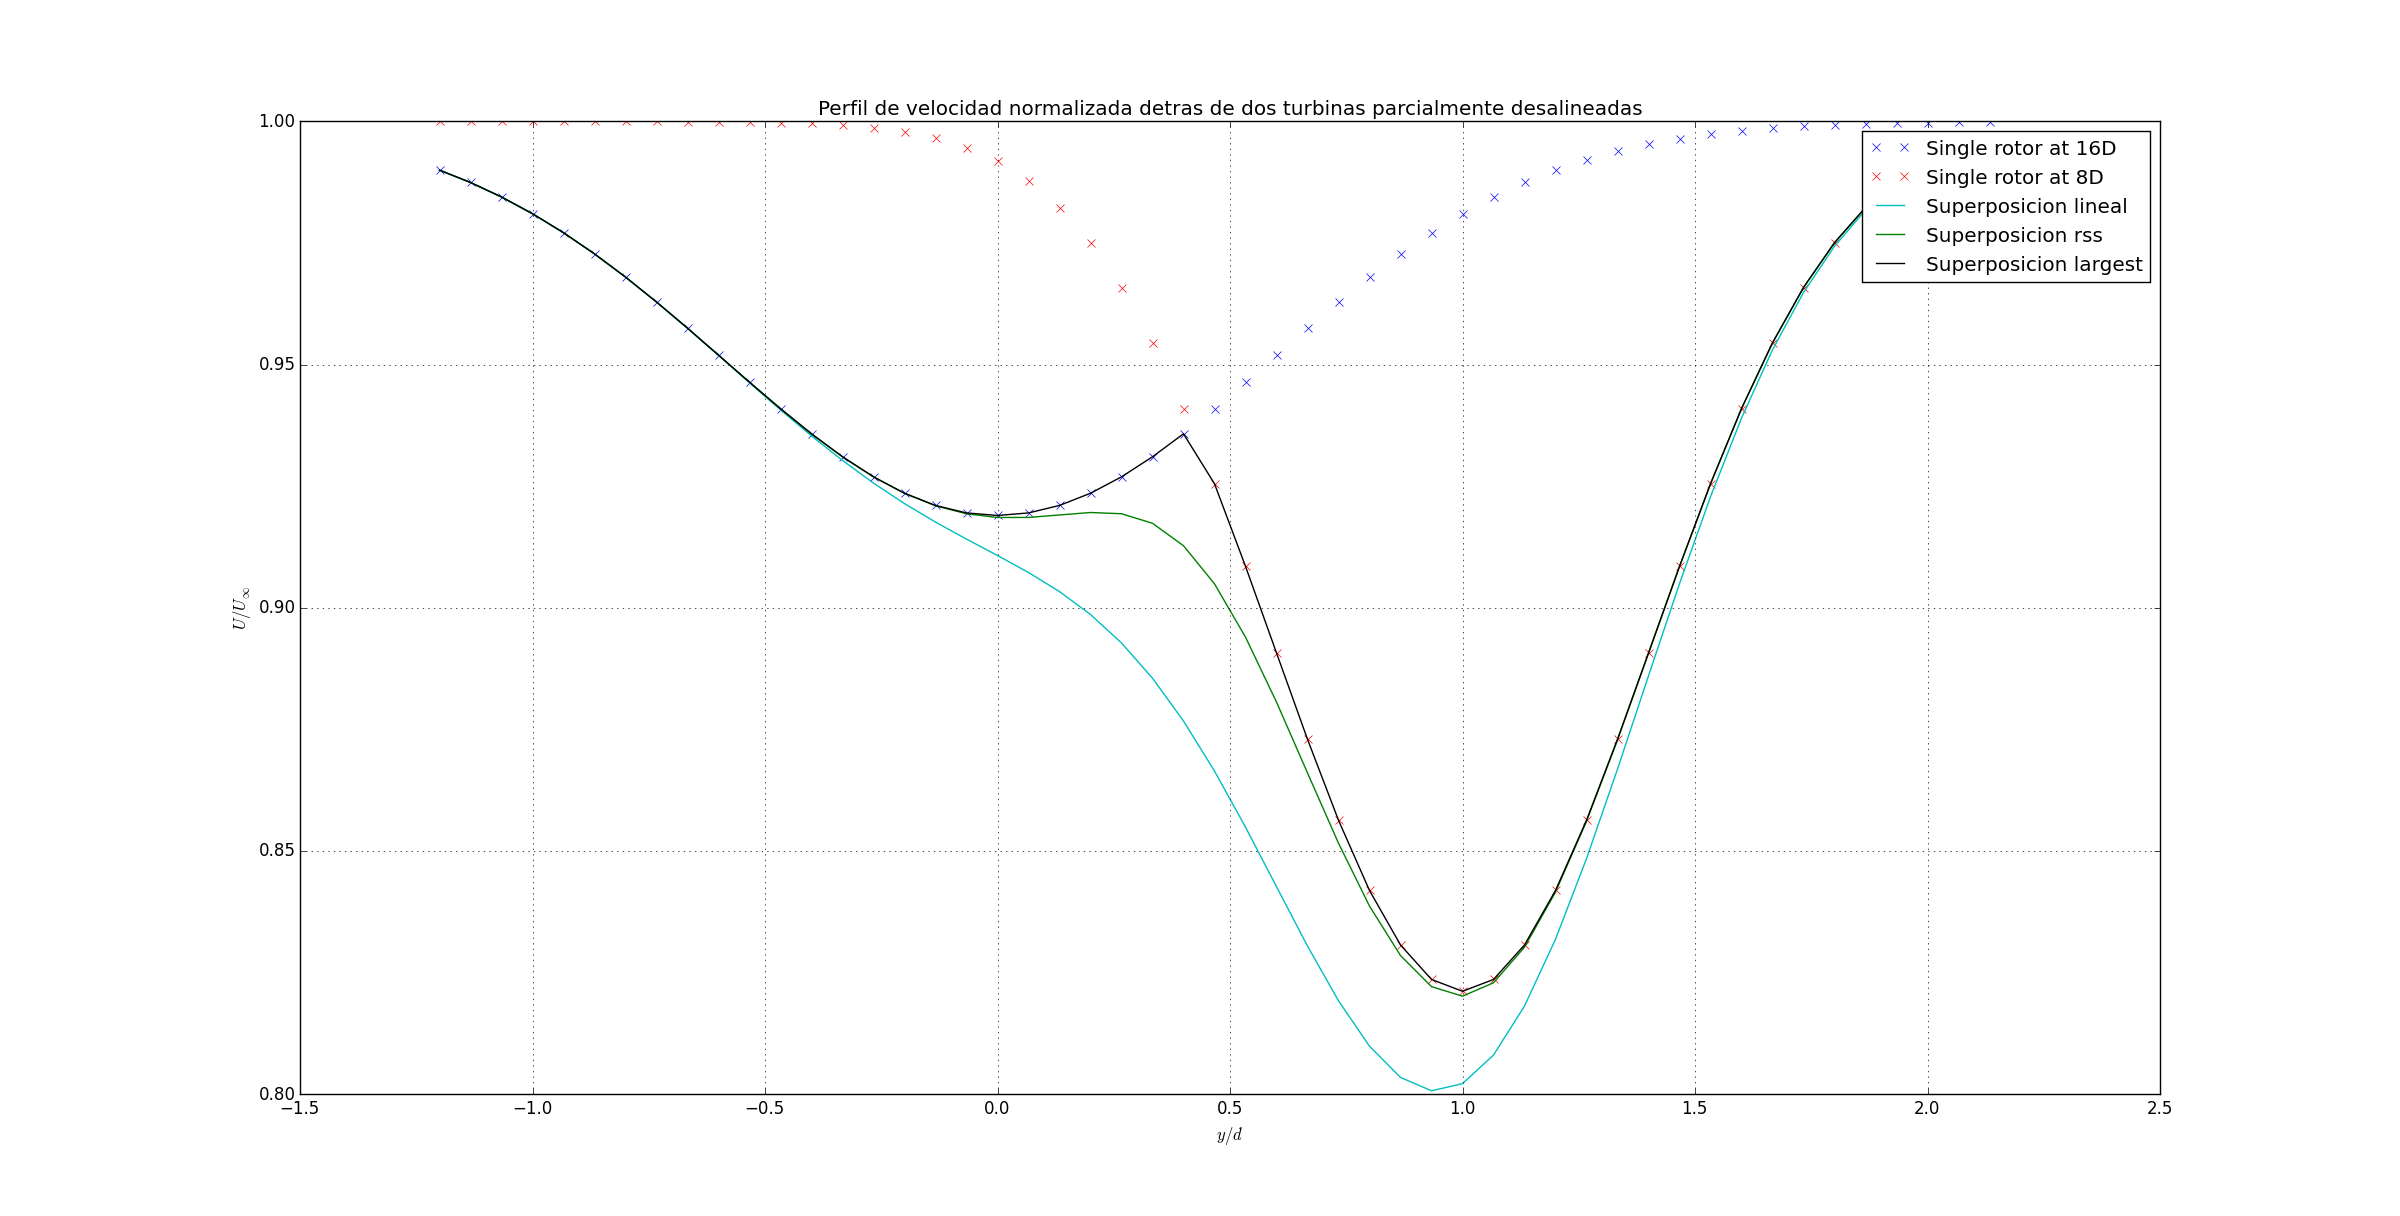 Perfil de velocidad normalizada detras de dos turbinas parcialmente desalineadas
1.00
0.95
0.90
0.85
0.80
U/U∞
Single rotor at 16D
Single rotor at 8D
Superposicion lineal
Superposicion rss
Superposicion largest
−1.5 −1.0 −0.5 0.0 0.5 1.0 1.5 2.0 2.5
y/d